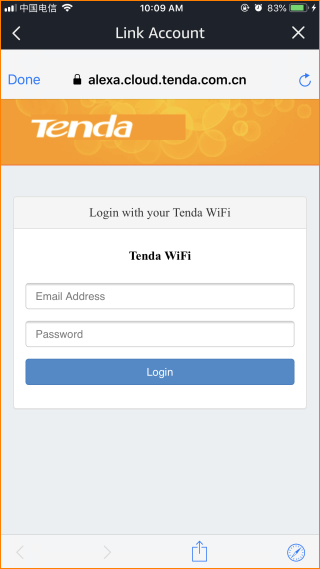 中国电信 10:09 AM 83%
Link Account
Done alexa.cloud.tenda.com.cn
Tenda
Login with your Tenda WiFi
Tenda WiFi
Email Address
Password
Login